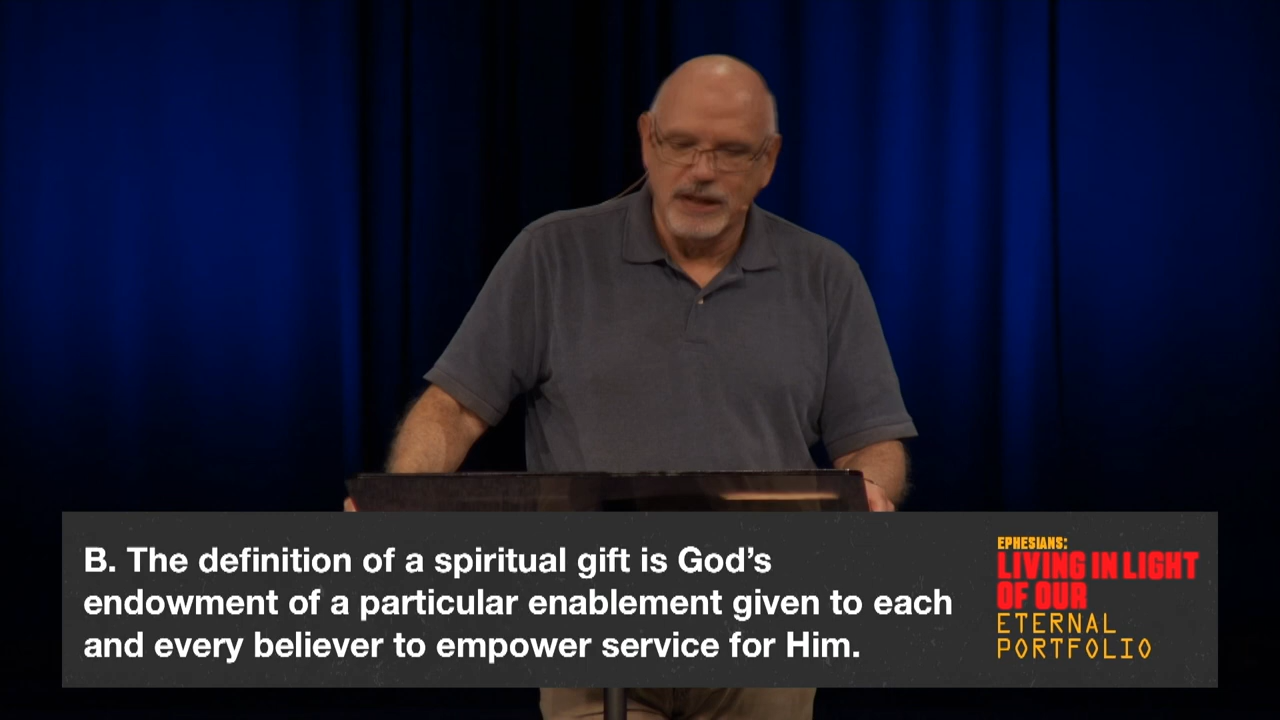 B. The definition of a spiritual gift is God’s
endowment of a particular enablement given to each
and every believer to empower service for Him.
EPHESIANS:
LIVING IN LIGHT
OF OUR
ETERNAL
PORTFOLIO